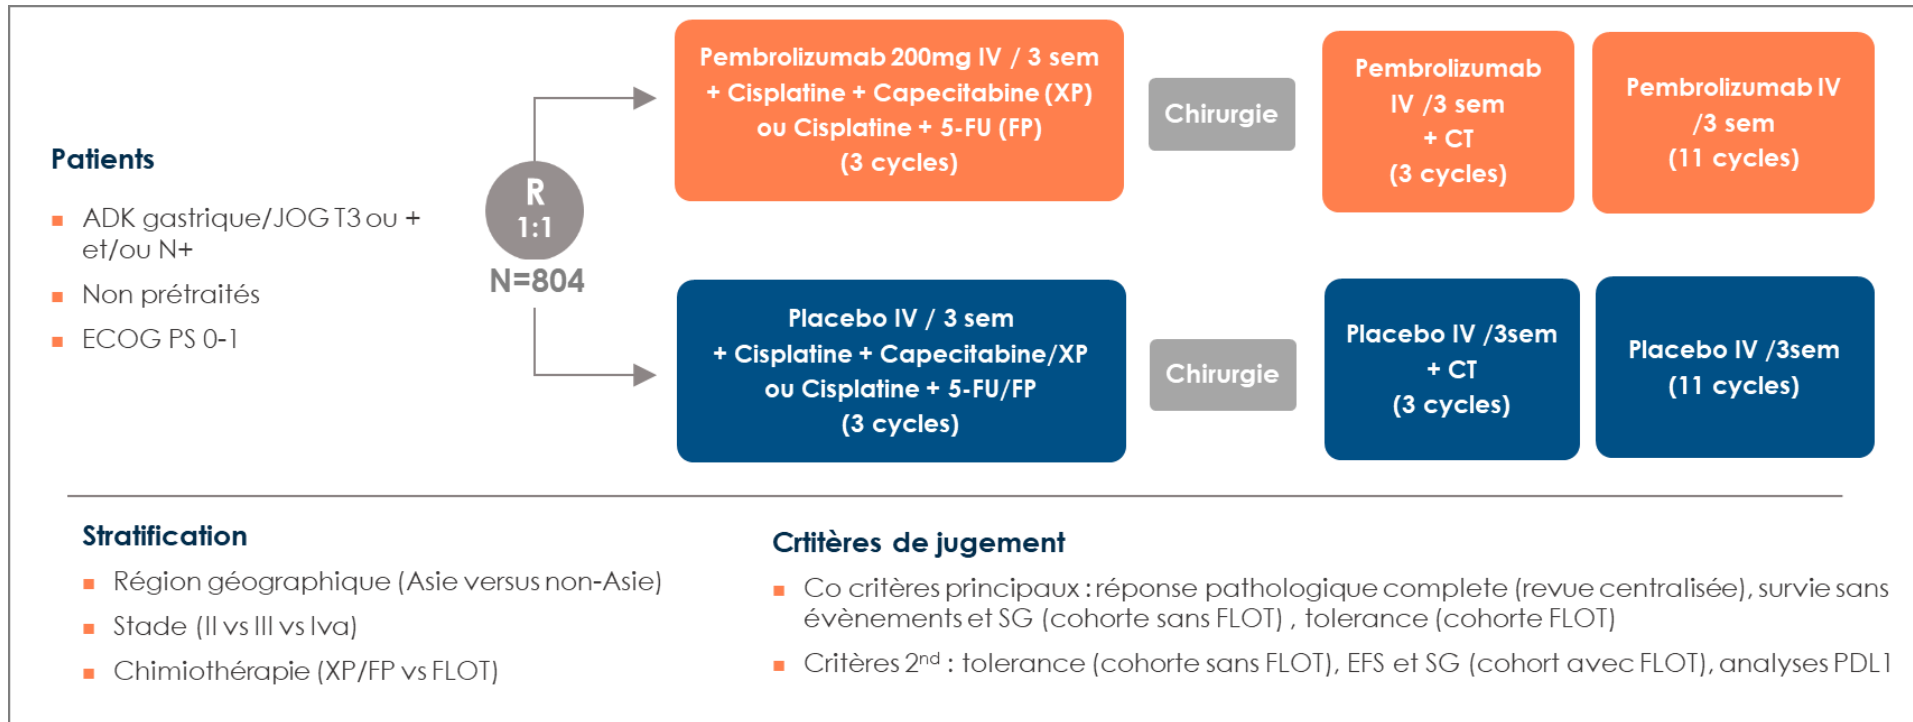 Patients
ADK gastrique/JOG T3 ou +
et/ou N+
Non prétraités
ECOG PS 0-1
R
1:1
N=804
Pembrolizumab 200mg IV / 3 sem
+ Cisplatine + Capecitabine (XP)
ou Cisplatine + 5-FU (FP)
(3 cycles)
Chirurgie
Pembrolizumab
IV /3 sem
+ CT
(3 cycles)
Pembrolizumab IV
/3 sem
(11 cycles)
Placebo IV / 3 sem
+ Cisplatine + Capecitabine/XP
ou Cisplatine + 5-FU/FP
(3 cycles)
Chirurgie
Placebo IV /3sem
+ CT
(3 cycles)
Placebo IV /3sem
(11 cycles)
Stratification
Région géographique (Asie versus non-Asie)
Stade (II vs III vs Iva)
Chimiothérapie (XP/FP vs FLOT)
Crtitères de jugement
Co critères principaux : réponse pathologique complete (revue centralisée), survie sans
évènements et SG (cohorte sans FLOT) , tolerance (cohorte FLOT)
Critères 2nd : tolerance (cohorte sans FLOT), EFS et SG (cohort avec FLOT), analyses PDL1